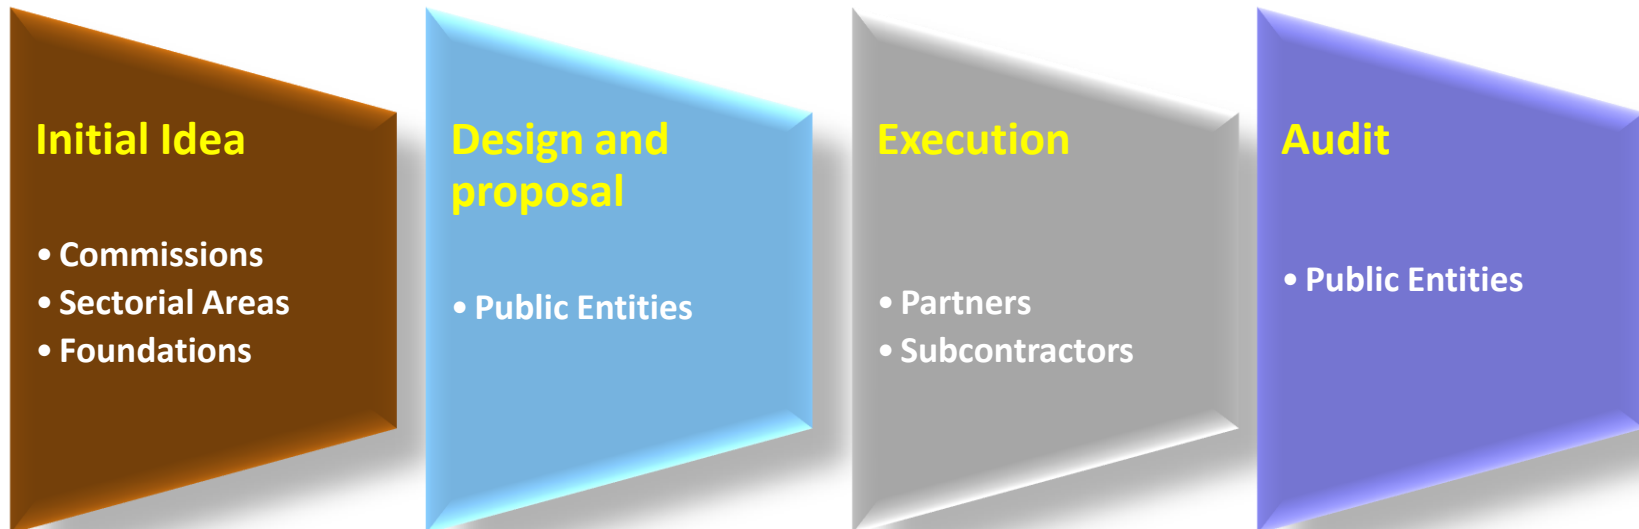 Initial Idea
• Commissions
• Sectorial Areas
• Foundations
Design and
proposal
• Public Entities
Execution
• Partners
• Subcontractors
Audit
• Public Entities